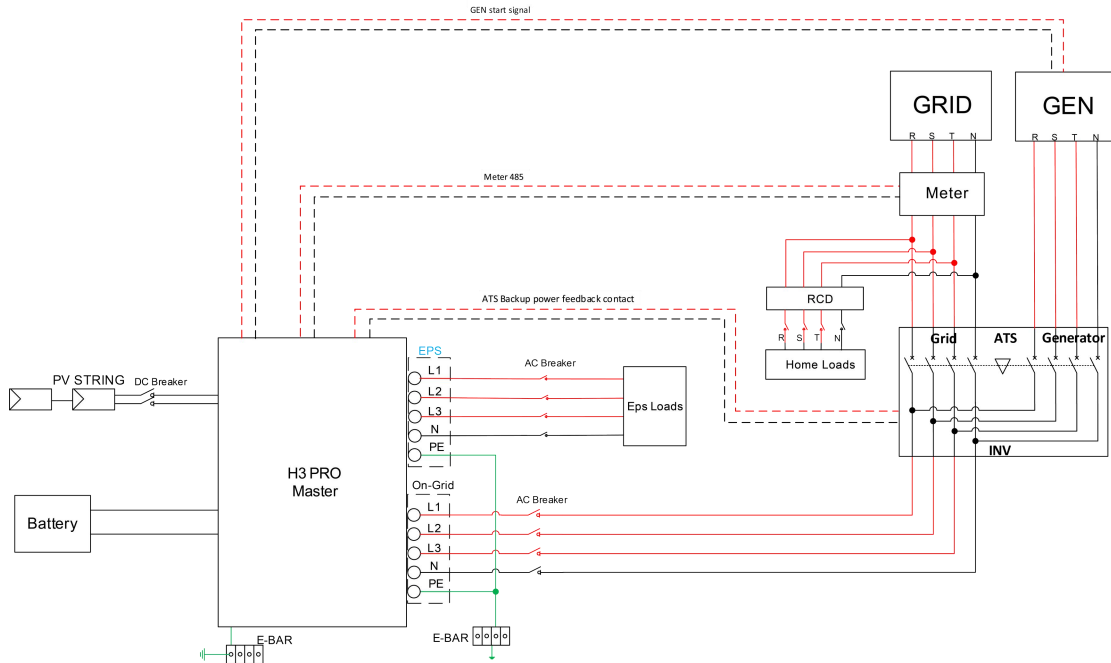 GEN start signal
GRID
GEN
R S T N
R S T N
Meter 485
Meter
RCD
ATS Backup power feedback contact
R S T N
Home Loads
Grid ATS Generator
INV
EPS
AC Breaker
L1
L2
L3
N
PE
Eps Loads
PV STRING
DC Breaker
H3 PRO
Master
On-Grid
AC Breaker
L1
L2
L3
N
PE
Battery
E-BAR
E-BAR